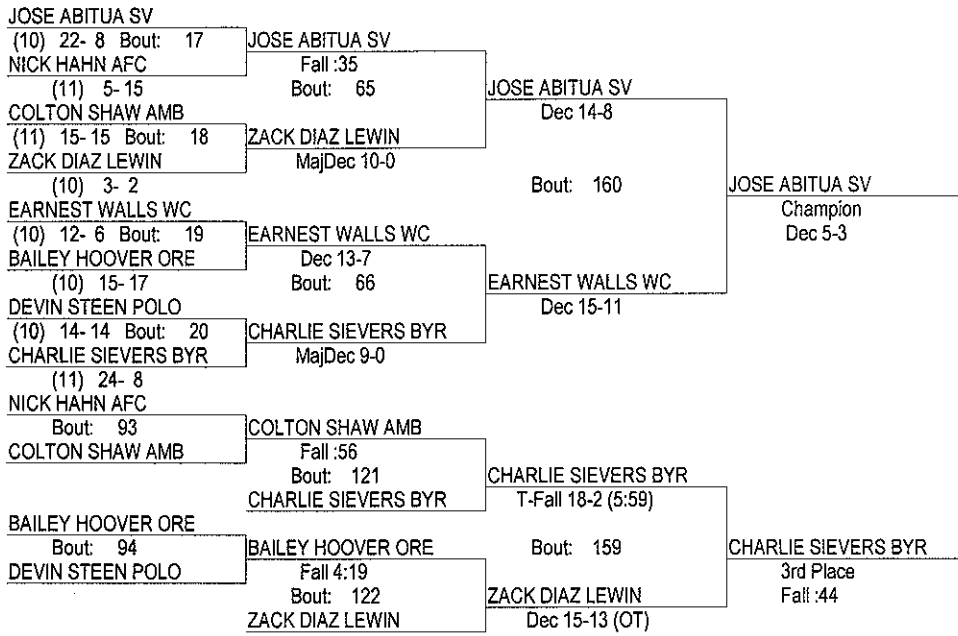 JOSE ABITUA SV
(10) 22- 8 Bout: 17 JOSE ABITUA SV
NICK HAHN AFC Fall :35
(11) 5- 15 Bout: 65 JOSE ABITUA SV
COLTON SHAW AMB Dec 14-8
(11) 15- 15 Bout: 18 ZACK DIAZ LEWIN
ZACK DIAZ LEWIN MajDec 10-0
(10) 3- 2 Bout: 160 JOSE ABITUA SV
EARNEST WALLS WC Champion
(10) 12- 6 Bout: 19 EARNEST WALLS WC Dec 5-3
BAILEY HOOVER ORE Dec 13-7
(10) 15- 17 Bout: 66 EARNEST WALLS WC
DEVIN STEEN POLO Dec 15-11
(10) 14- 14 Bout: 20 CHARLIE SIEVERS BYR
CHARLIE SIEVERS BYR MajDec 9-0
(11) 24- 8
NICK HAHN AFC
Bout: 93 COLTON SHAW AMB
COLTON SHAW AMB Fall :56
Bout: 121 CHARLIE SIEVERS BYR
CHARLIE SIEVERS BYR T-Fall 18-2 (5:59)
BAILEY HOOVER ORE
Bout: 94 BAILEY HOOVER ORE Bout: 159 CHARLIE SIEVERS BYR
DEVIN STEEN POLO Fall 4:19 3rd Place
Bout: 122 ZACK DIAZ LEWIN Fall :44
ZACK DIAZ LEWIN Dec 15-13 (OT)